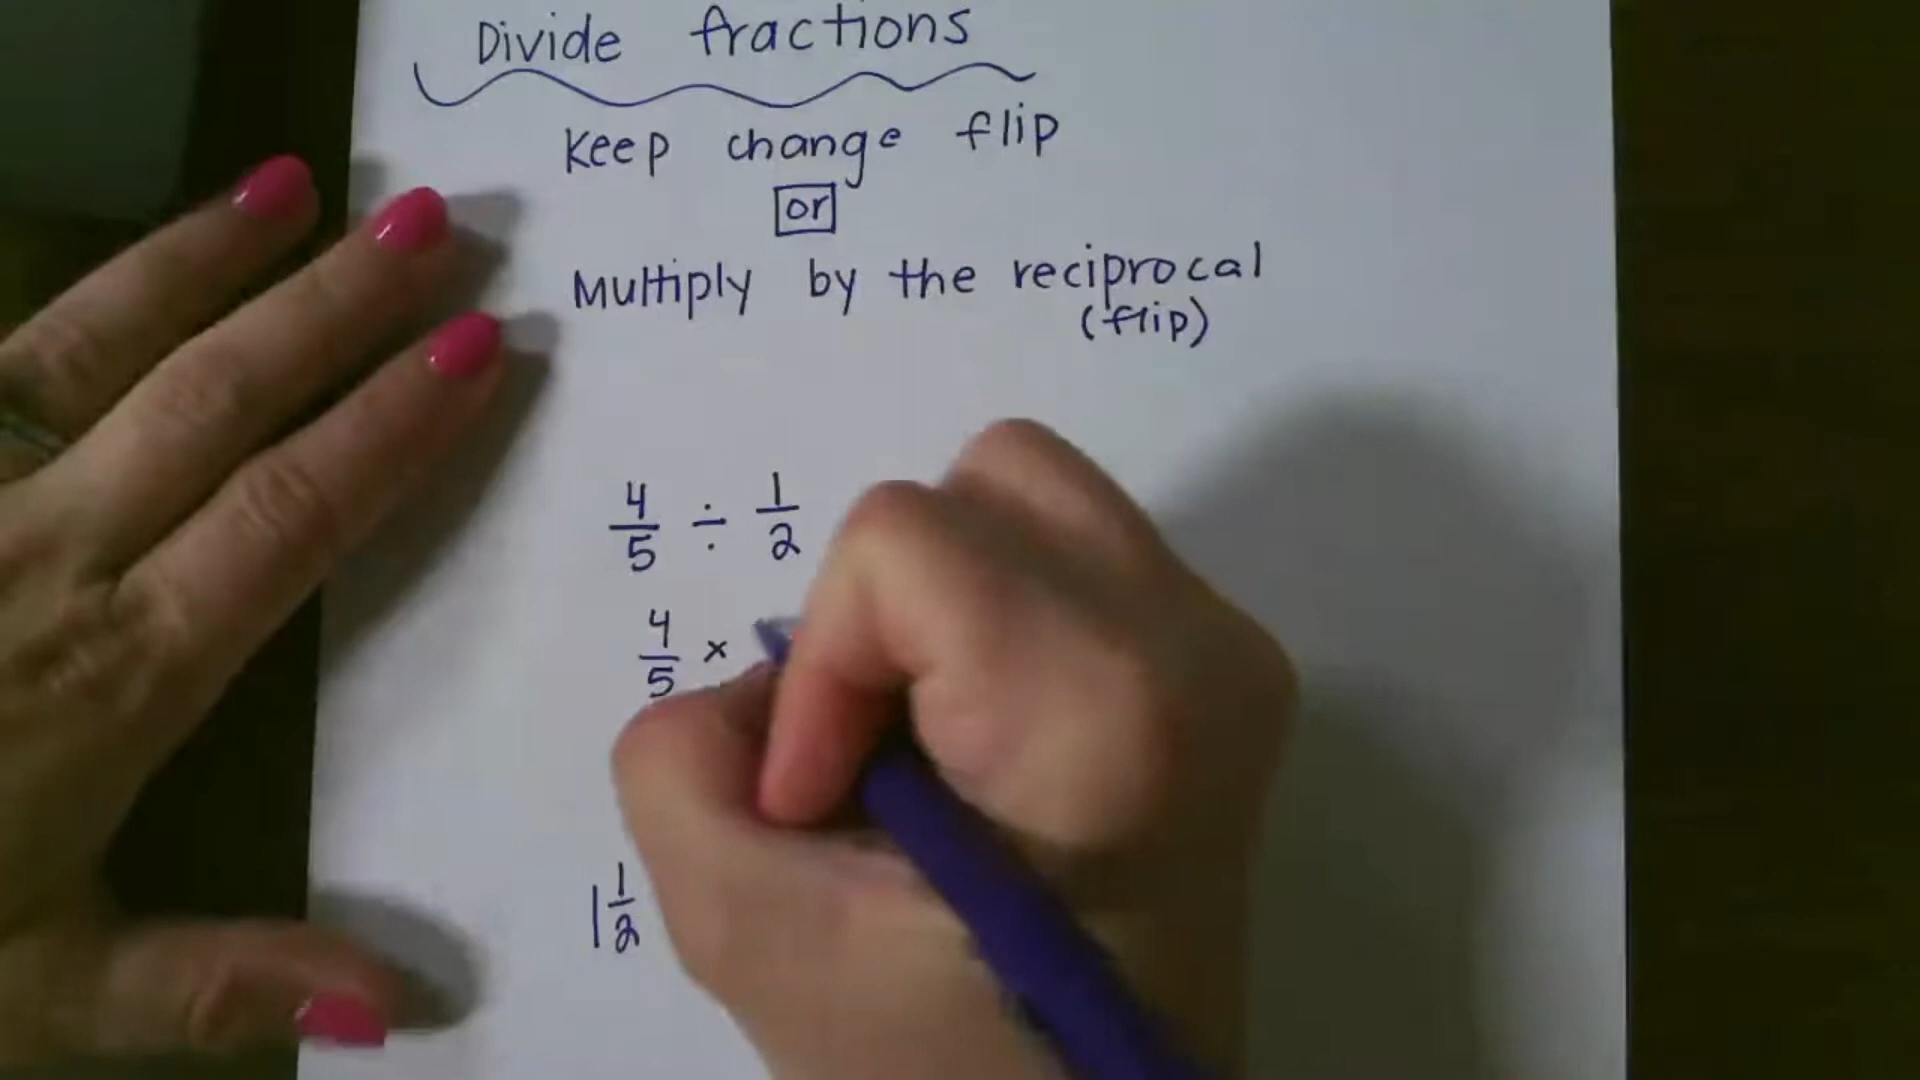 Divide fractions
Keep change flip
or
Multiply by the reciprocal
(flip)
4/5 ÷ 1/2
4/5 ×
1 1/2